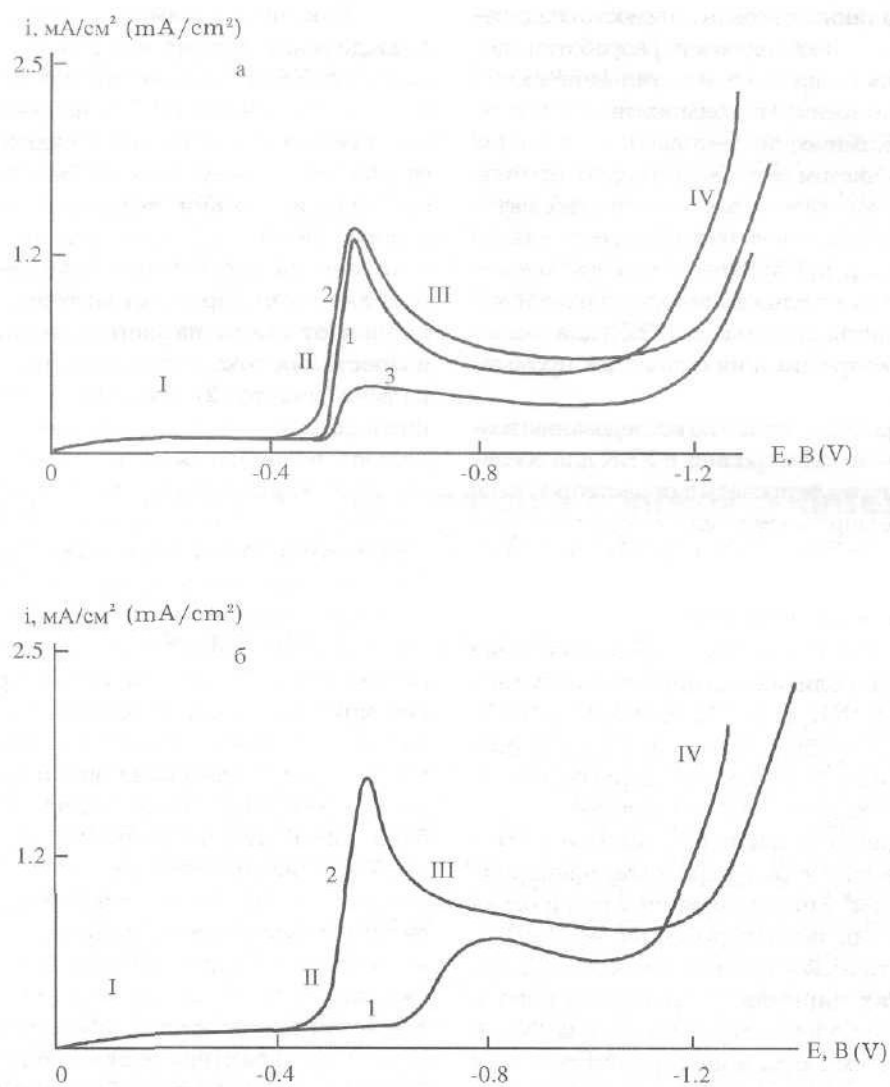 i. мА/см² (mA/cm²)
а
2.5
IV
1.2
2
III
1
II
3
I
E, В(V)
0
-0.4
-0.8
-1.2
i, мА/см² (mA/cm²)
2.5
б
IV
1.2
2
III
I
II
1
E, В(V)
0
-0.4
-0.8
-1.2